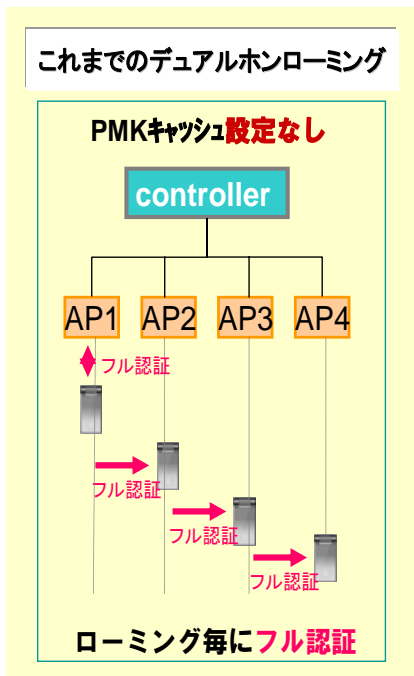 これまでのデュアルホンローミング
PMKキャッシュ設定なし
controller
AP1 AP2 AP3 AP4
フル認証
フル認証
フル認証
フル認証
ローミング毎にフル認証